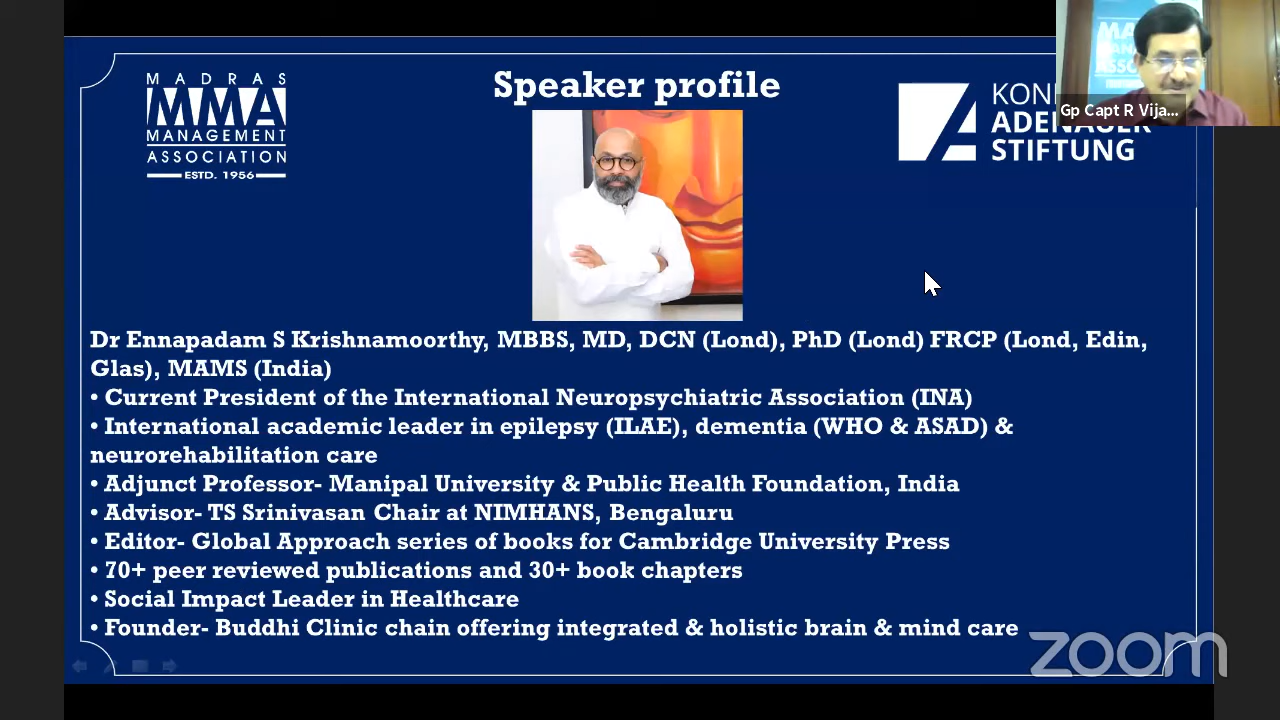 MADRAS
MMA
MANAGEMENT
ASSOCIATION
ESTD. 1956
Speaker profile
KON
ADENAUER
STIFTUNG
Gp Capt R Vija...
Dr Ennapadam S Krishnamoorthy, MBBS, MD, DCN (Lond), PhD (Lond) FRCP (Lond, Edin,
Glas), MAMS (India)
• Current President of the International Neuropsychiatric Association (INA)
• International academic leader in epilepsy (ILAE), dementia (WHO & ASAD) &
neurorehabilitation care
• Adjunct Professor- Manipal University & Public Health Foundation, India
• Advisor- TS Srinivasan Chair at NIMHANS, Bengaluru
• Editor- Global Approach series of books for Cambridge University Press
• 70+ peer reviewed publications and 30+ book chapters
• Social Impact Leader in Healthcare
• Founder- Buddhi Clinic chain offering integrated & holistic brain & mind care
zoom